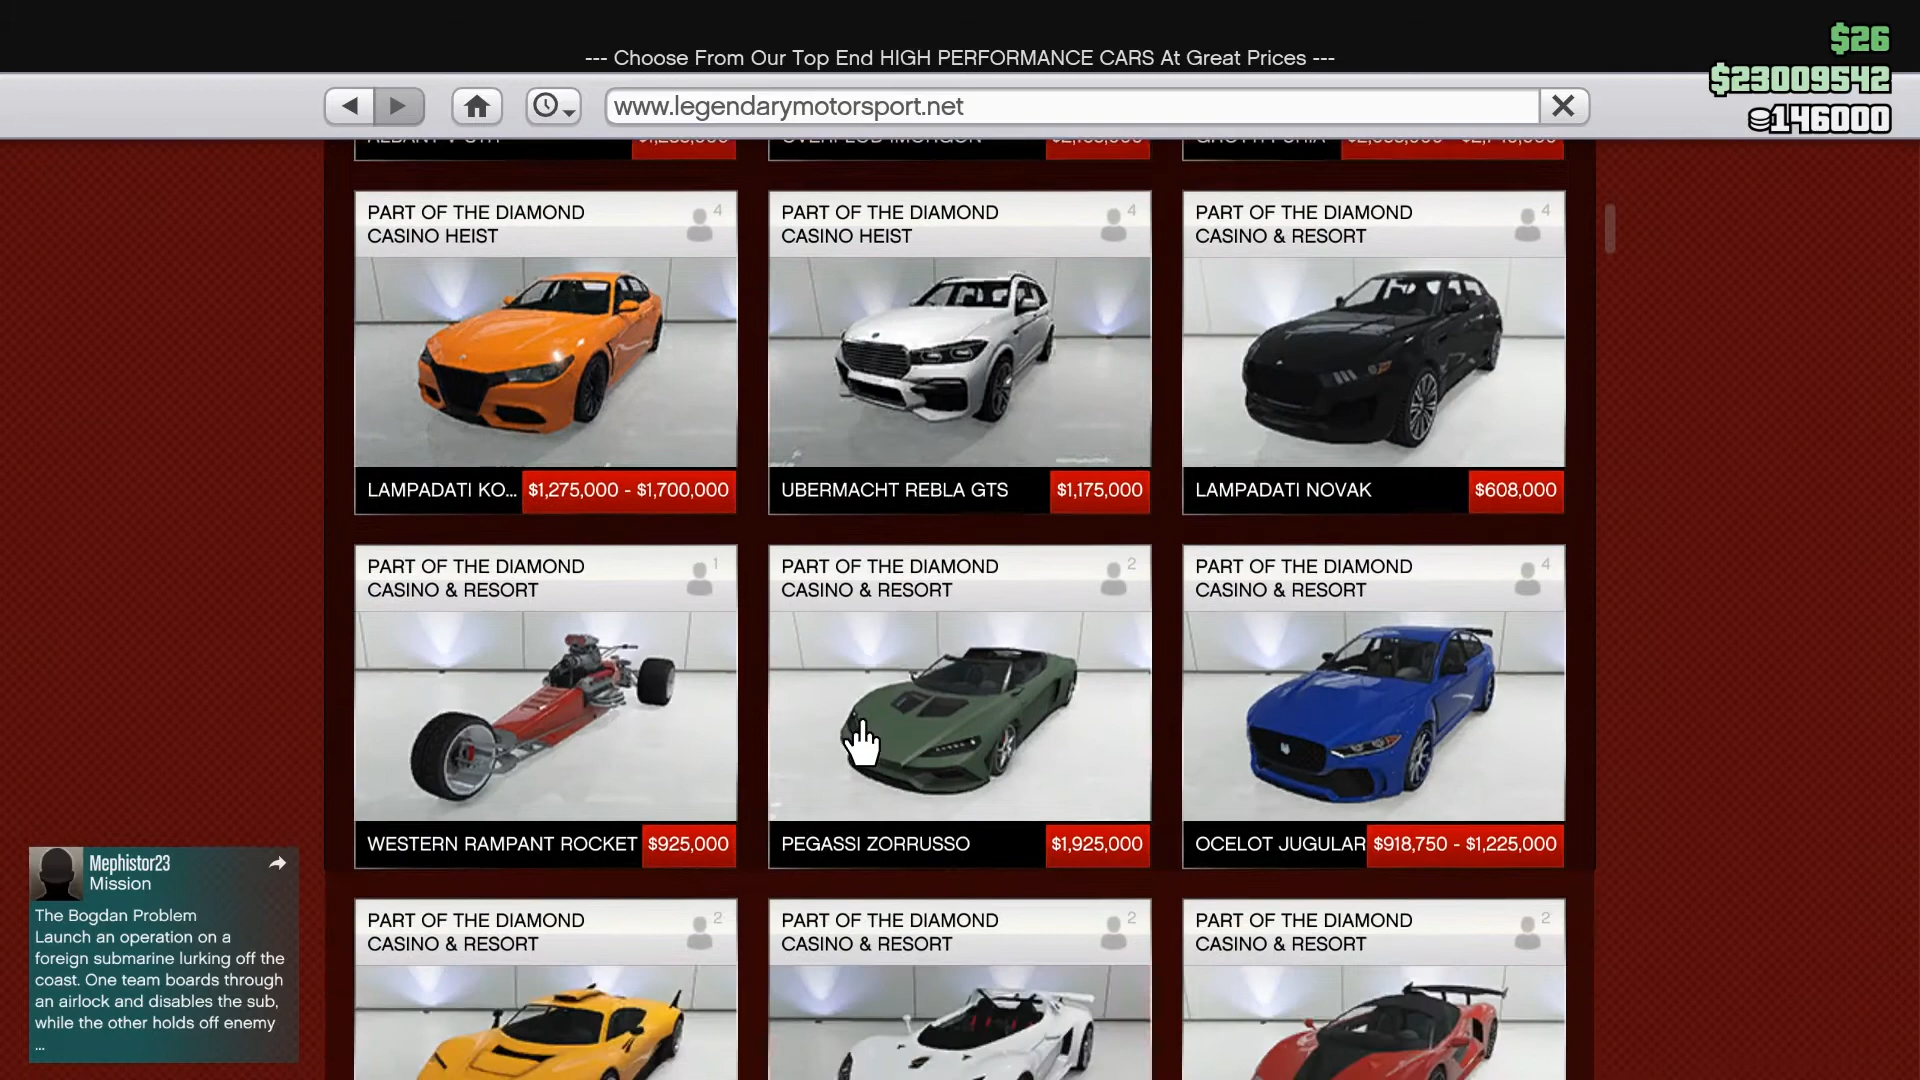 $26
--- Choose From Our Top End HIGH PERFORMANCE CARS At Great Prices ---
$23009542
www.legendarymotorsport.net
146000
PART OF THE DIAMOND
CASINO HEIST
4
PART OF THE DIAMOND
CASINO HEIST
4
PART OF THE DIAMOND
CASINO & RESORT
4
LAMPADATI KO... $1,275,000 - $1,700,000
UBERMACHT REBLA GTS $1,175,000
LAMPADATI NOVAK $608,000
PART OF THE DIAMOND
CASINO & RESORT
1
PART OF THE DIAMOND
CASINO & RESORT
2
PART OF THE DIAMOND
CASINO & RESORT
4
WESTERN RAMPANT ROCKET $925,000
PEGASSI ZORRUSSO $1,925,000
OCELOT JUGULAR $918,750 - $1,225,000
PART OF THE DIAMOND
CASINO & RESORT
2
PART OF THE DIAMOND
CASINO & RESORT
2
PART OF THE DIAMOND
CASINO & RESORT
2
Mephistor23
Mission
The Bogdan Problem
Launch an operation on a
foreign submarine lurking off the
coast. One team boards through
an airlock and disables the sub,
while the other holds off enemy
...